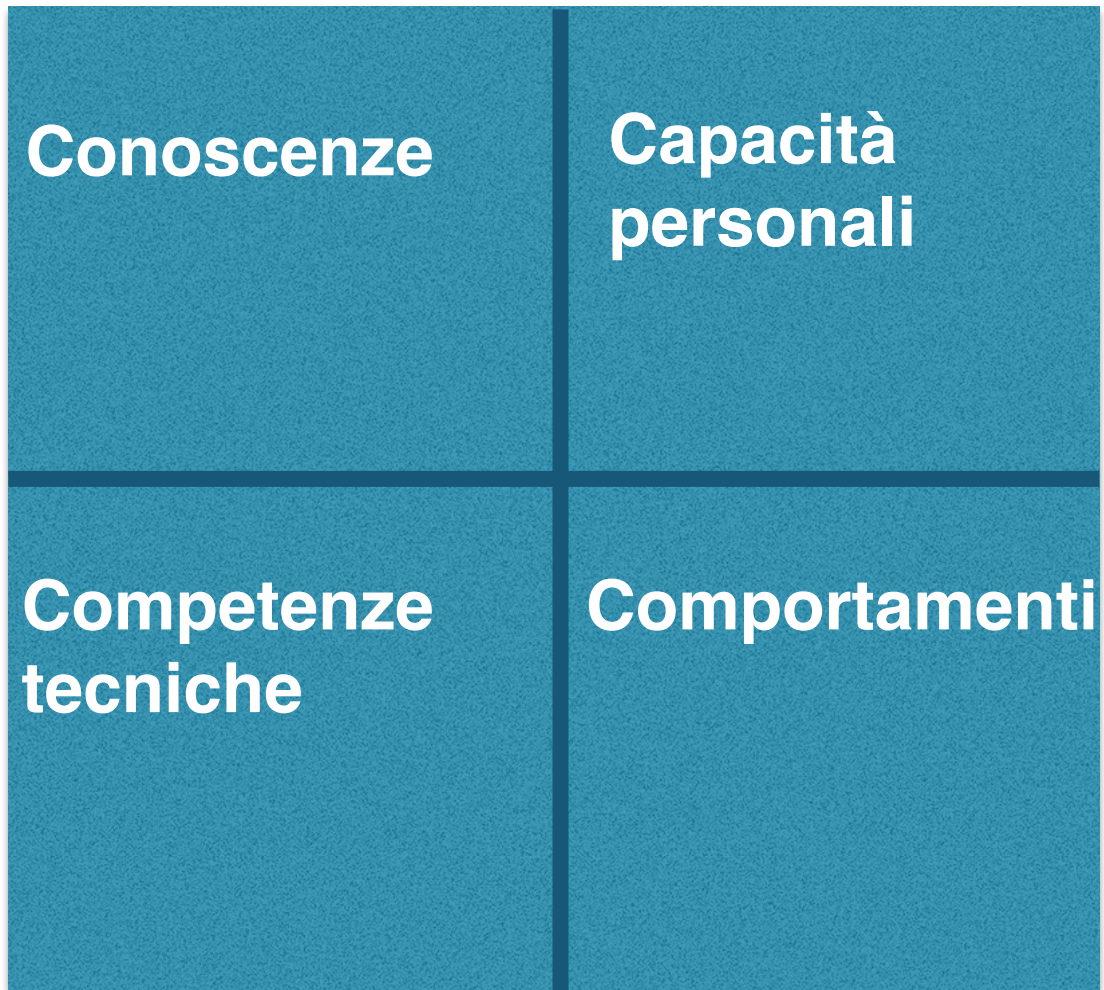 Conoscenze
Capacità
personali
Competenze
tecniche
Comportamenti